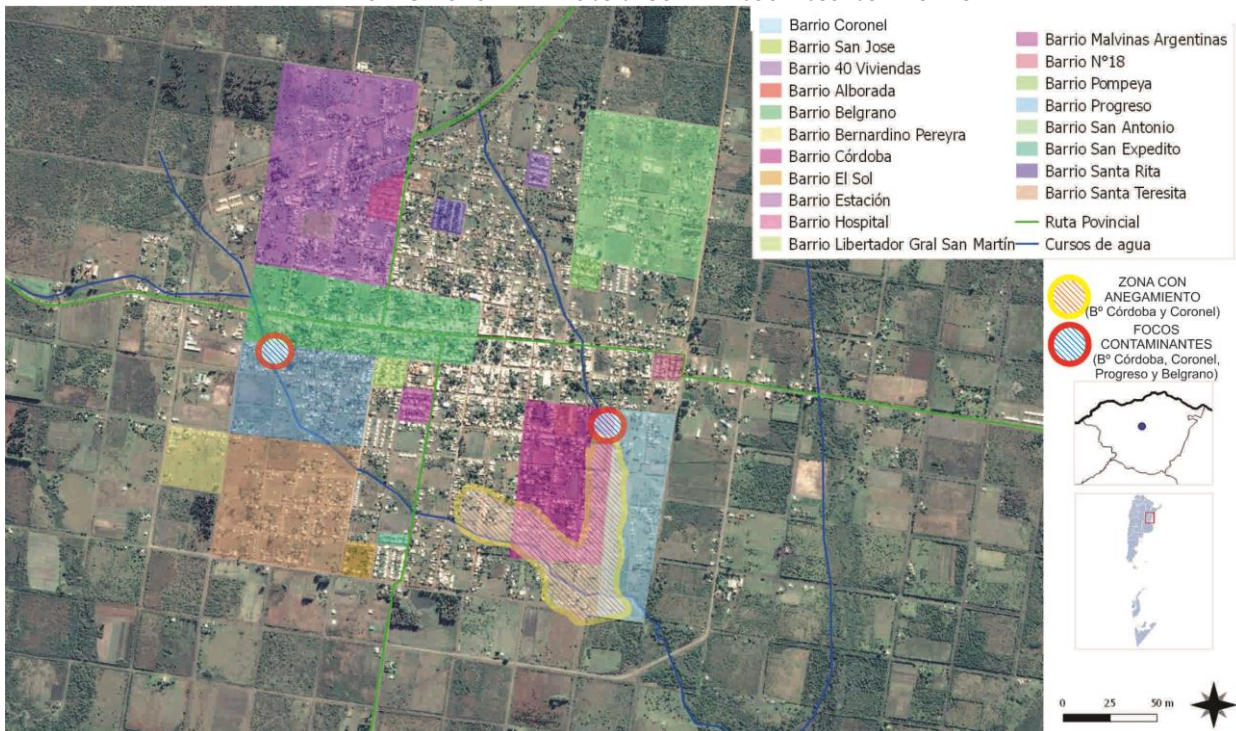 Barrio Coronel
Barrio San Jose
Barrio 40 Viviendas
Barrio Alborada
Barrio Belgrano
Barrio Bernardino Pereyra
Barrio Córdoba
Barrio El Sol
Barrio Estación
Barrio Hospital
Barrio Libertador Gral San Martín
Barrio Malvinas Argentinas
Barrio N°18
Barrio Pompeya
Barrio Progreso
Barrio San Antonio
Barrio San Expedito
Barrio Santa Rita
Barrio Santa Teresita
Ruta Povincial
Cursos de agua
ZONA CON
ANEGAMIENTO
(Bº Córdoba y Coronel)
FOCOS
CONTAMINANTES
(Bº Córdoba, Coronel,
Progreso y Belgrano)
0 25 50 m